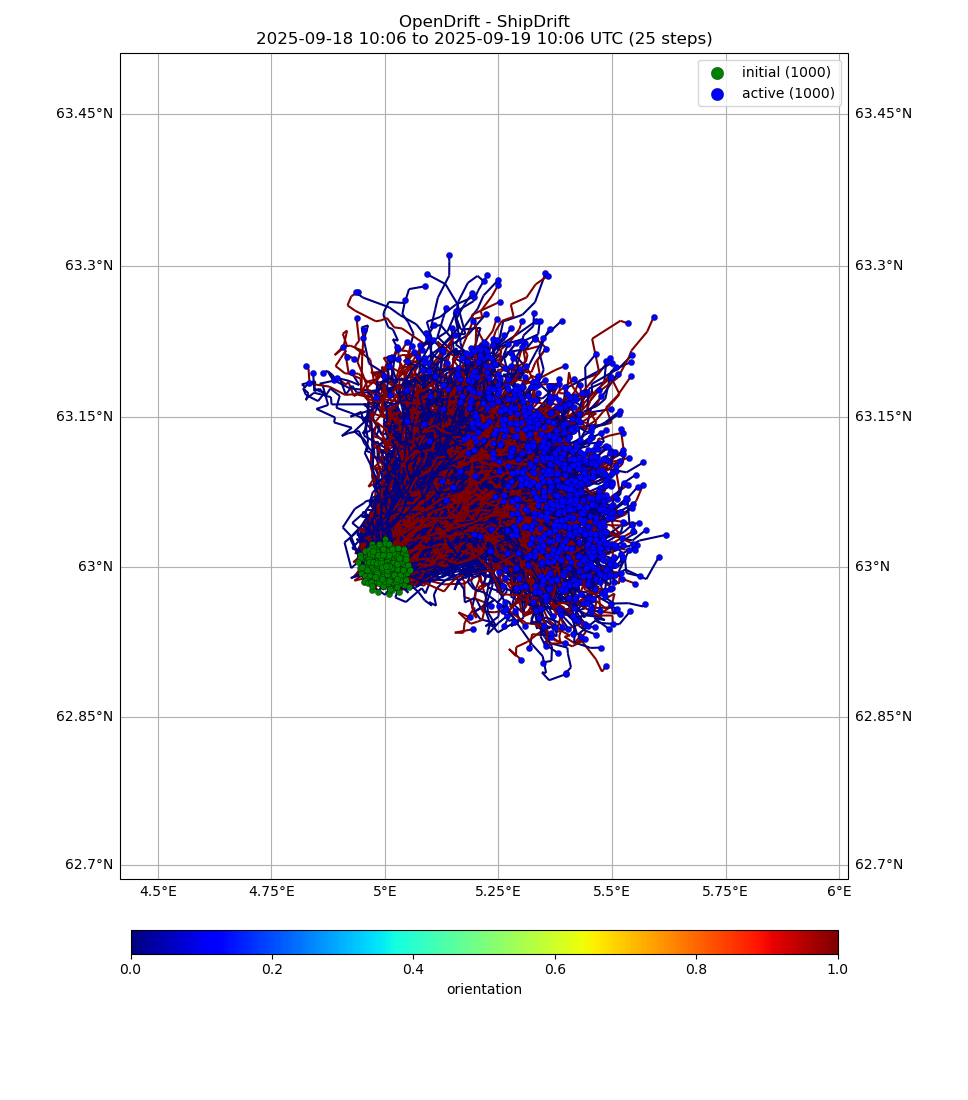 OpenDrift - ShipDrift
2025-09-18 10:06 to 2025-09-19 10:06 UTC (25 steps)
initial (1000)
active (1000)
63.45°N 63.45°N
63.3°N 63.3°N
63.15°N 63.15°N
63°N 63°N
62.85°N 62.85°N
62.7°N 62.7°N
4.5°E 4.75°E 5°E 5.25°E 5.5°E 5.75°E 6°E
0.0 0.2 0.4 0.6 0.8 1.0
orientation